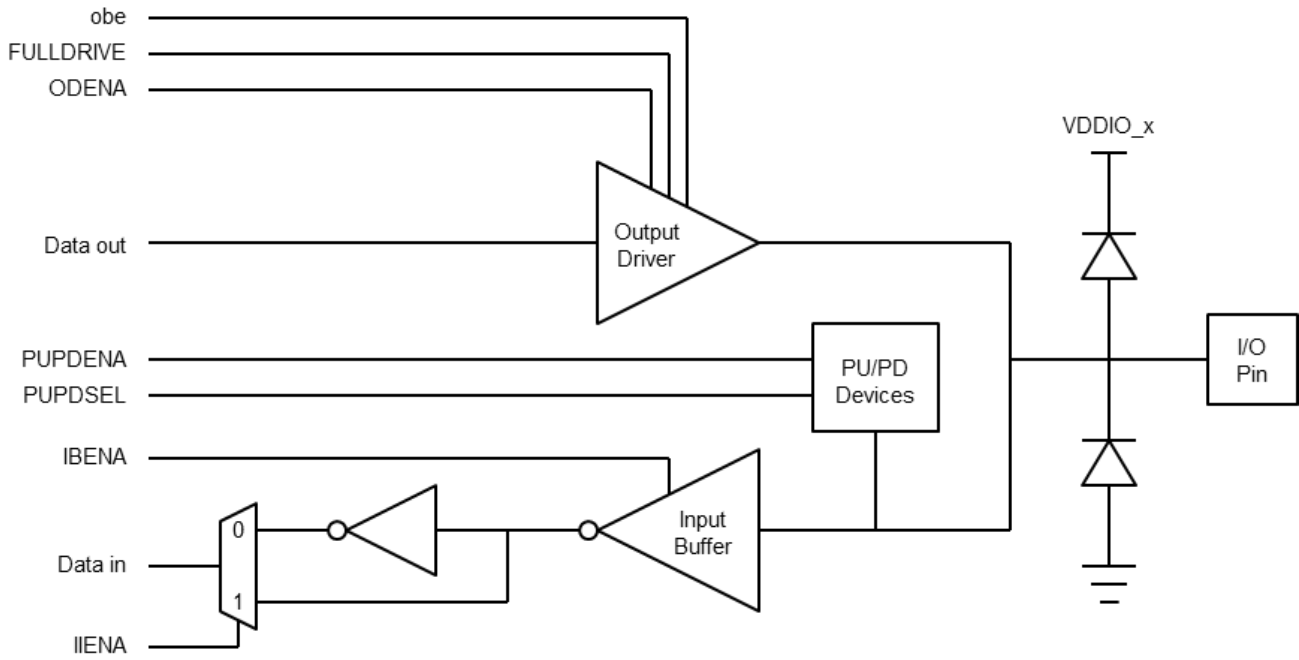 obe
FULLDRIVE
ODENA
VDDIO_x
Output
Driver
Data out
I/O
Pin
PUPDENA
PUPDSEL
PU/PD
Devices
IBENA
Input
Buffer
0
Data in
1
IIENA